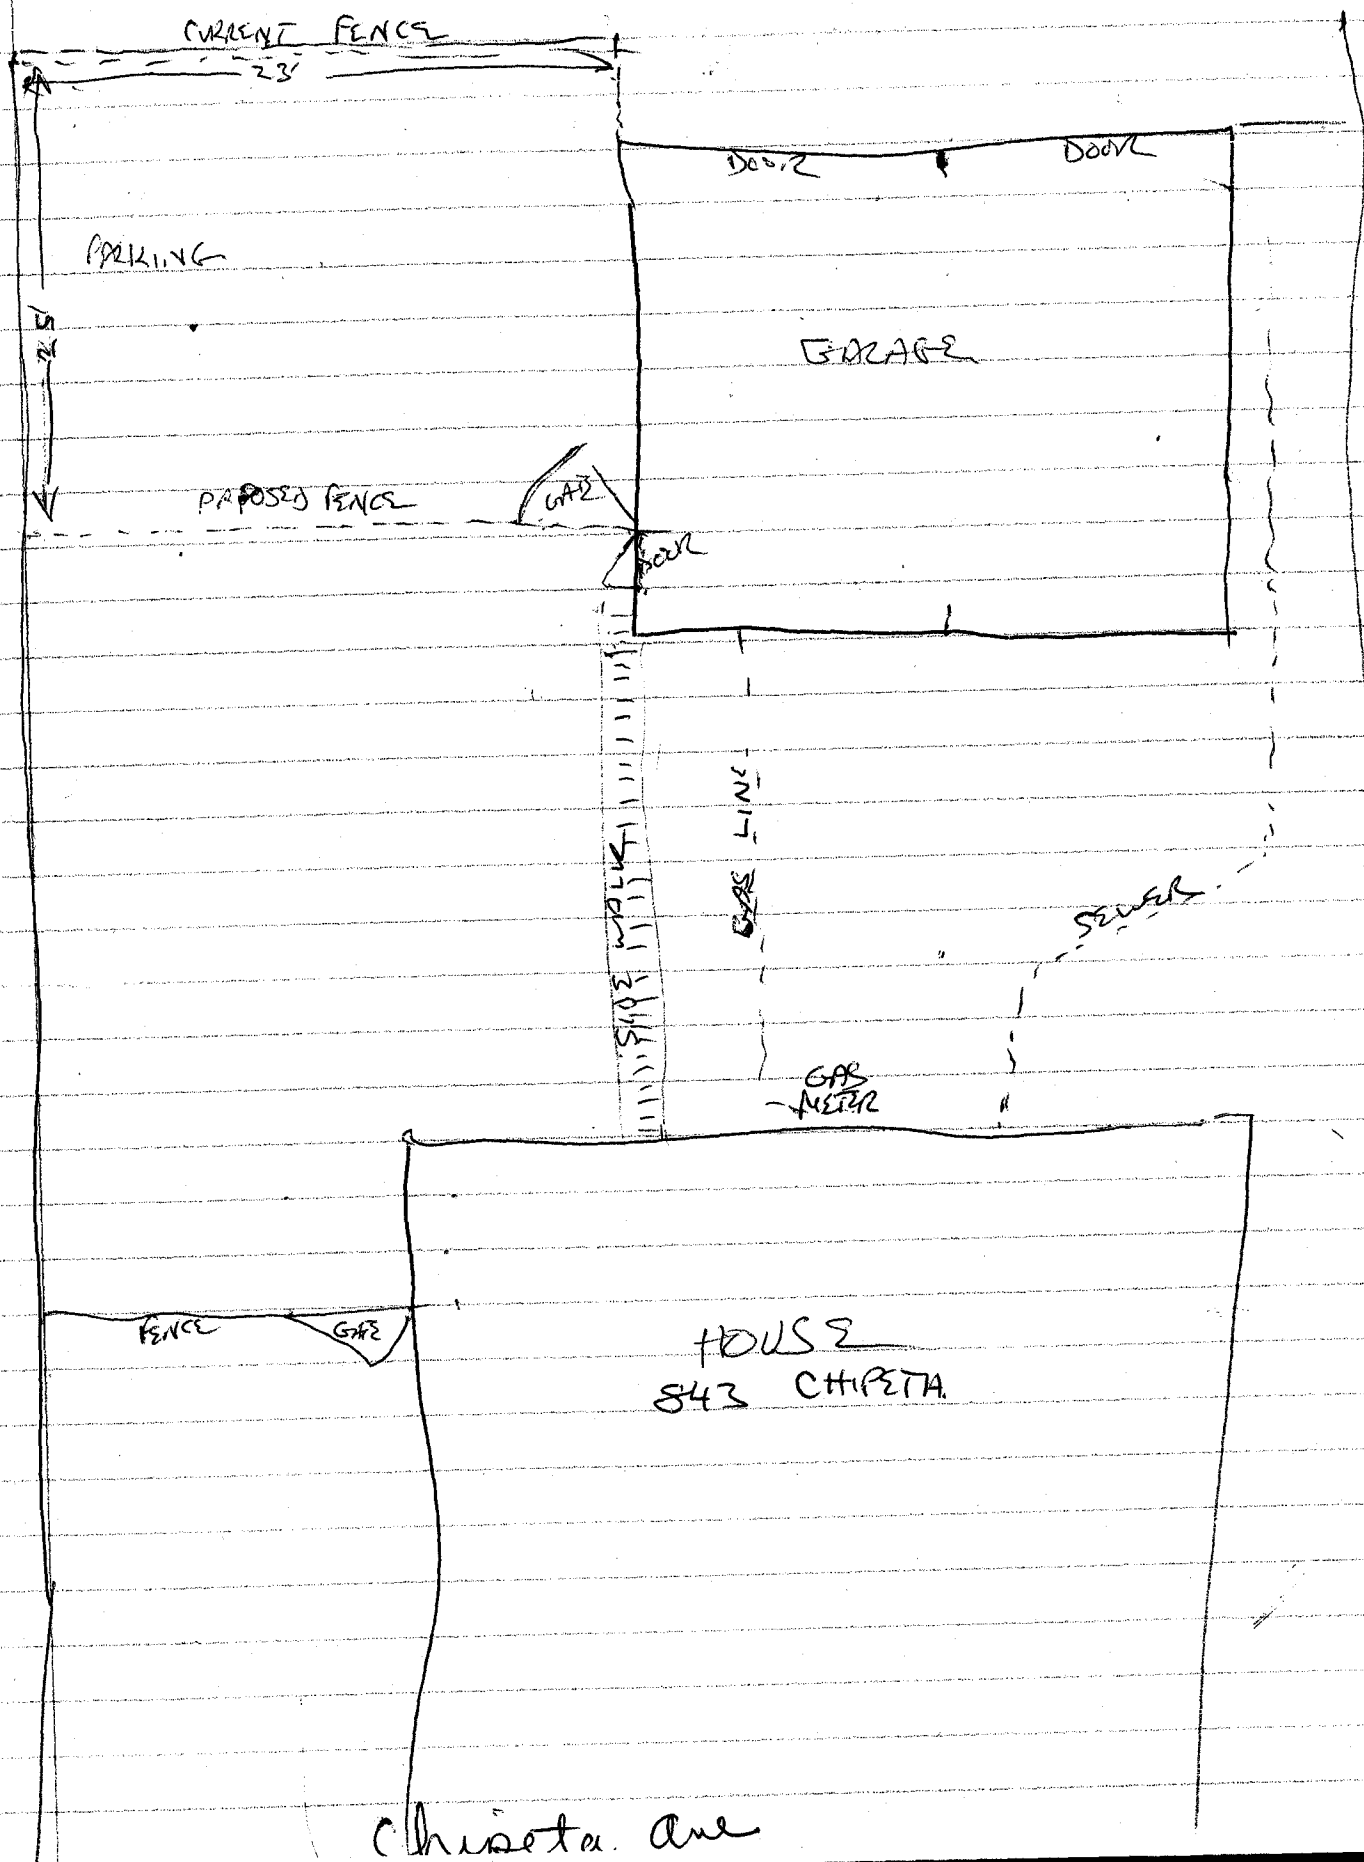 CURRENT FENCE
23'
DOOR
DOOR
PARKING
25'
GARAGE
PROPOSED FENCE
GATE
DOOR
GAS LINE
SIDE WALK
SEWER
GAS
METER
FENCE
GATE
HOUSE
843 CHIPETA
Chipeta Ave